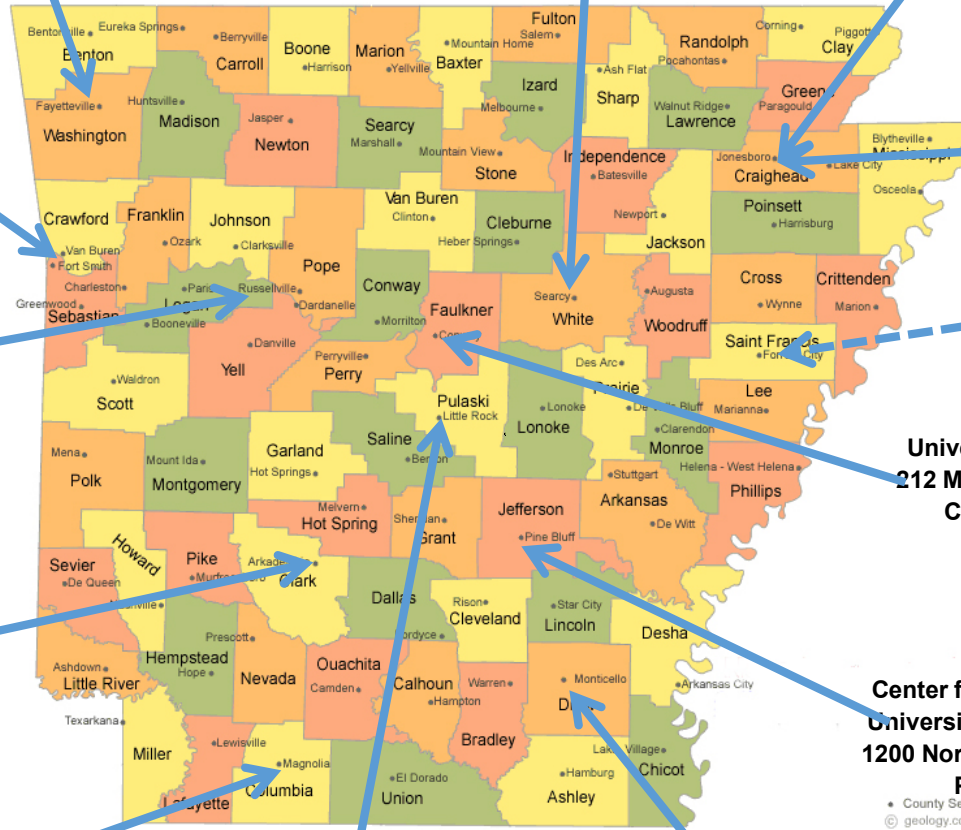 Fulton
Salem
Corning
Piggott
Bentonville
Eureka Springs
Berryville
Boone
Marion
Mountain Home
Randolph
Clay
Benton
Carroll
Harrison
Yellville
Baxter
Ash Flat
Pocahontas
Izard
Greene
Fayetteville
Huntsville
Melbourne
Sharp
Walnut Ridge
Paragould
Madison
Jasper
Searcy
Lawrence
Washington
Newton
Marshall
Mountain View
Independence
Jonesboro
Blytheville
Mississippi
Stone
Batesville
Craighead
Lake City
Osceola
Van Buren
Poinsett
Crawford
Franklin
Johnson
Clinton
Cleburne
Newport
Harrisburg
Ozark
Clarksville
Heber Springs
Jackson
Van Buren
Fort Smith
Pope
Cross
Crittenden
Charleston
Paris
Russellville
Conway
Searcy
Augusta
Greenwood
Logan
Dardanelle
Faulkner
White
Wynne
Marion
Sebastian
Booneville
Morrilton
Woodruff
Danville
Saint Francis
Perryville
Des Arc
Yell
Perry
Prairie
Waldron
Pulaski
Lee
Scott
Little Rock
Lonoke
De Valls Bluff
Marianna
Saline
Lonoke
Clarendon
Mena
Mount Ida
Garland
Benton
Monroe
Hot Springs
Stuttgart
Helena - West Helena
Polk
Montgomery
Phillips
Malvern
Jefferson
Arkansas
Hot Spring
Sheridan
De Witt
Howard
Grant
Pine Bluff
Sevier
Pike
De Queen
Murfreesboro
Clark
Nashville
Dallas
Rison
Star City
Cleveland
Lincoln
Desha
Prescott
Fordyce
Hempstead
Ouachita
Ashdown
Hope
Nevada
Camden
Calhoun
Warren
Monticello
Arkansas City
Little River
Hampton
Texarkana
Bradley
Lewisville
Lake Village
Miller
Magnolia
El Dorado
Hamburg
Chicot
Lafayette
Columbia
Union
Ashley
212 M
C
Center f
1200 Nor
County Se
© geology.co